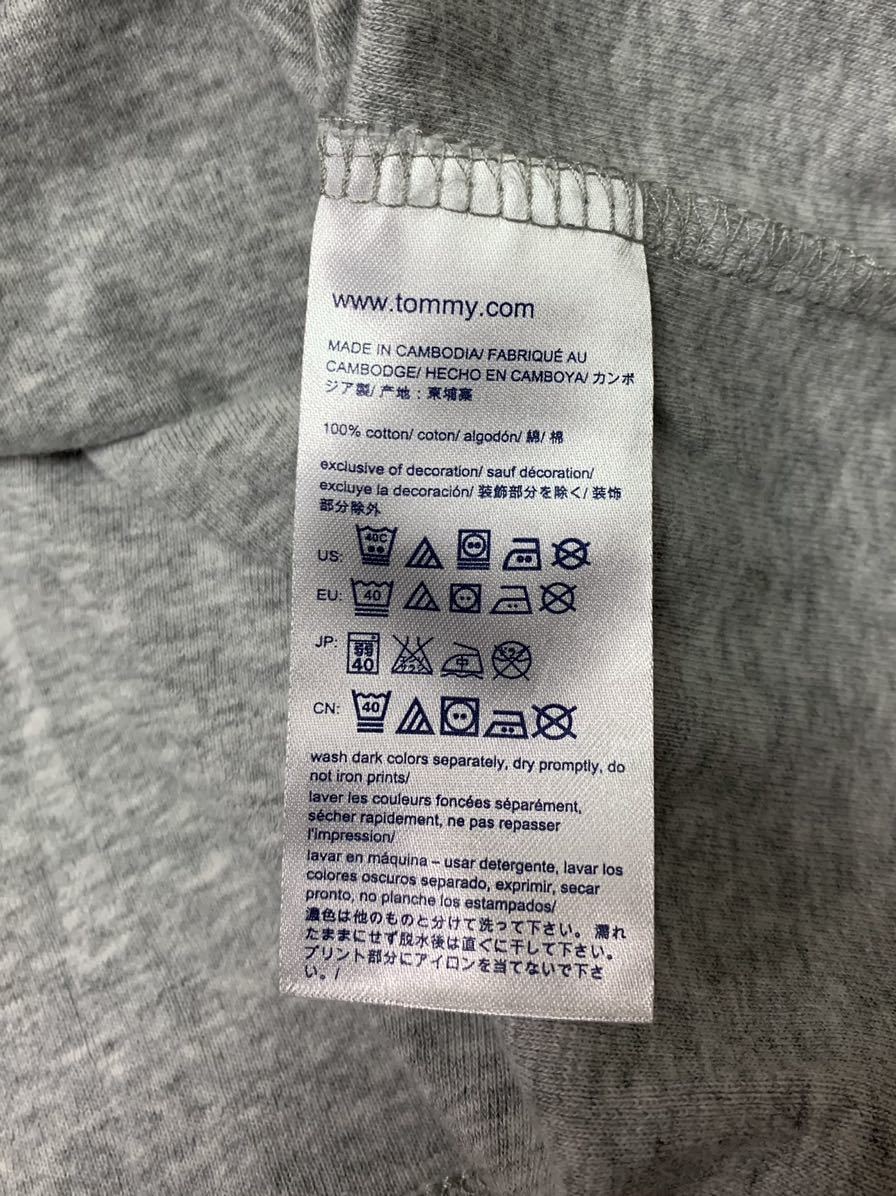 www.tommy.com
MADE IN CAMBODIA/ FABRIQUÉ AU
CAMBODGE/ HECHO EN CAMBOYA/ カンボ
ジア製/ 产地：柬埔寨
100% cotton/ coton/ algodón/ 綿/ 棉
exclusive of decoration/ sauf décoration/
excluye la decoración/ 装飾部分を除く/ 装饰
部分除外
US: 40C
EU: 40
JP: 弱 40 中
CN: 40
wash dark colors separately, dry promptly, do
not iron prints/
laver les couleurs foncées séparément,
sécher rapidement, ne pas repasser
l'impression/
lavar en máquina – usar detergente, lavar los
colores oscuros separado, exprimir, secar
pronto, no planche los estampados/
濃色は他のものと分けて洗って下さい。濡れ
たままにせず脱水後は直ぐに干して下さい。
プリント部分にアイロンを当てないで下さ
い。/